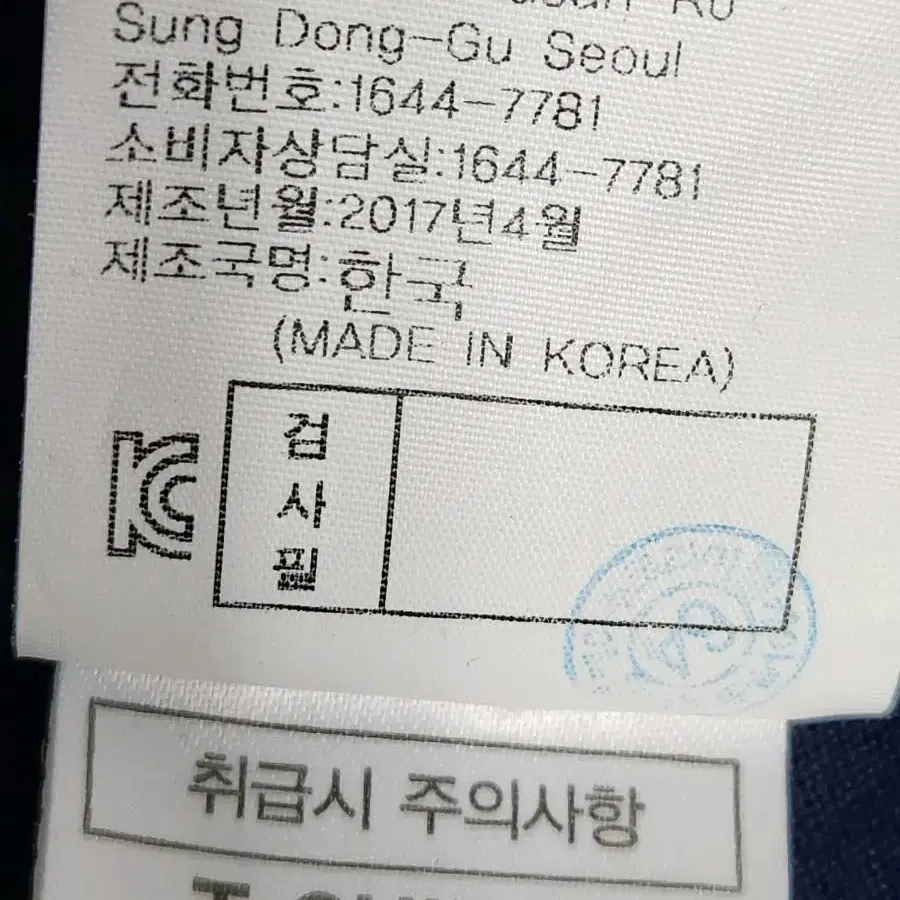 Sung Dong-Gu Seoul
전화번호:1644-7781
소비자상담실:1644-7781
제조년월:2017년4월
제조국명:한국
(MADE IN KOREA)
KC
검
사
필
취급시 주의사항